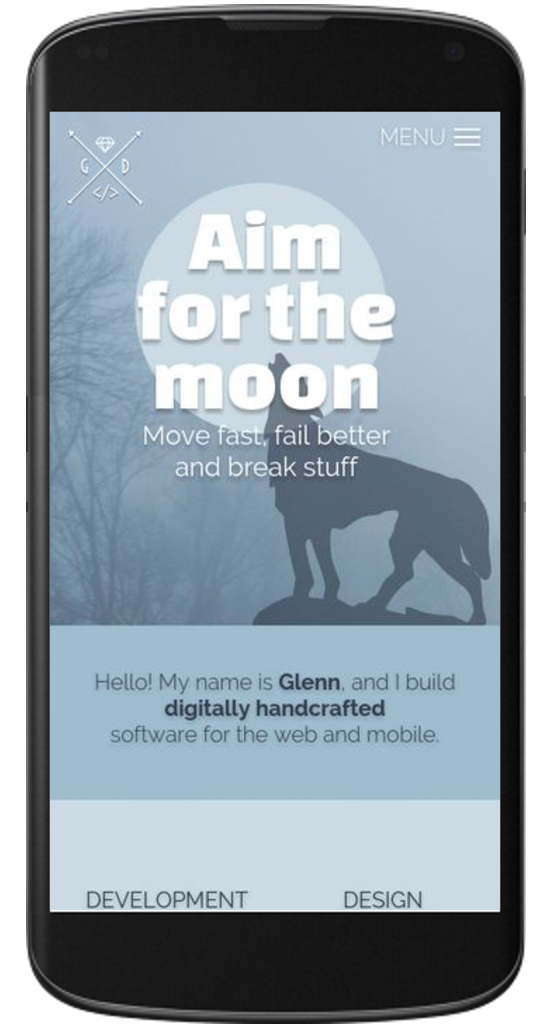 MENU
G D
</>
Aim
for the
moon
Move fast, fail better
and break stuff
Hello! My name is Glenn, and I build
digitally handcrafted
software for the web and mobile.
DEVELOPMENT DESIGN